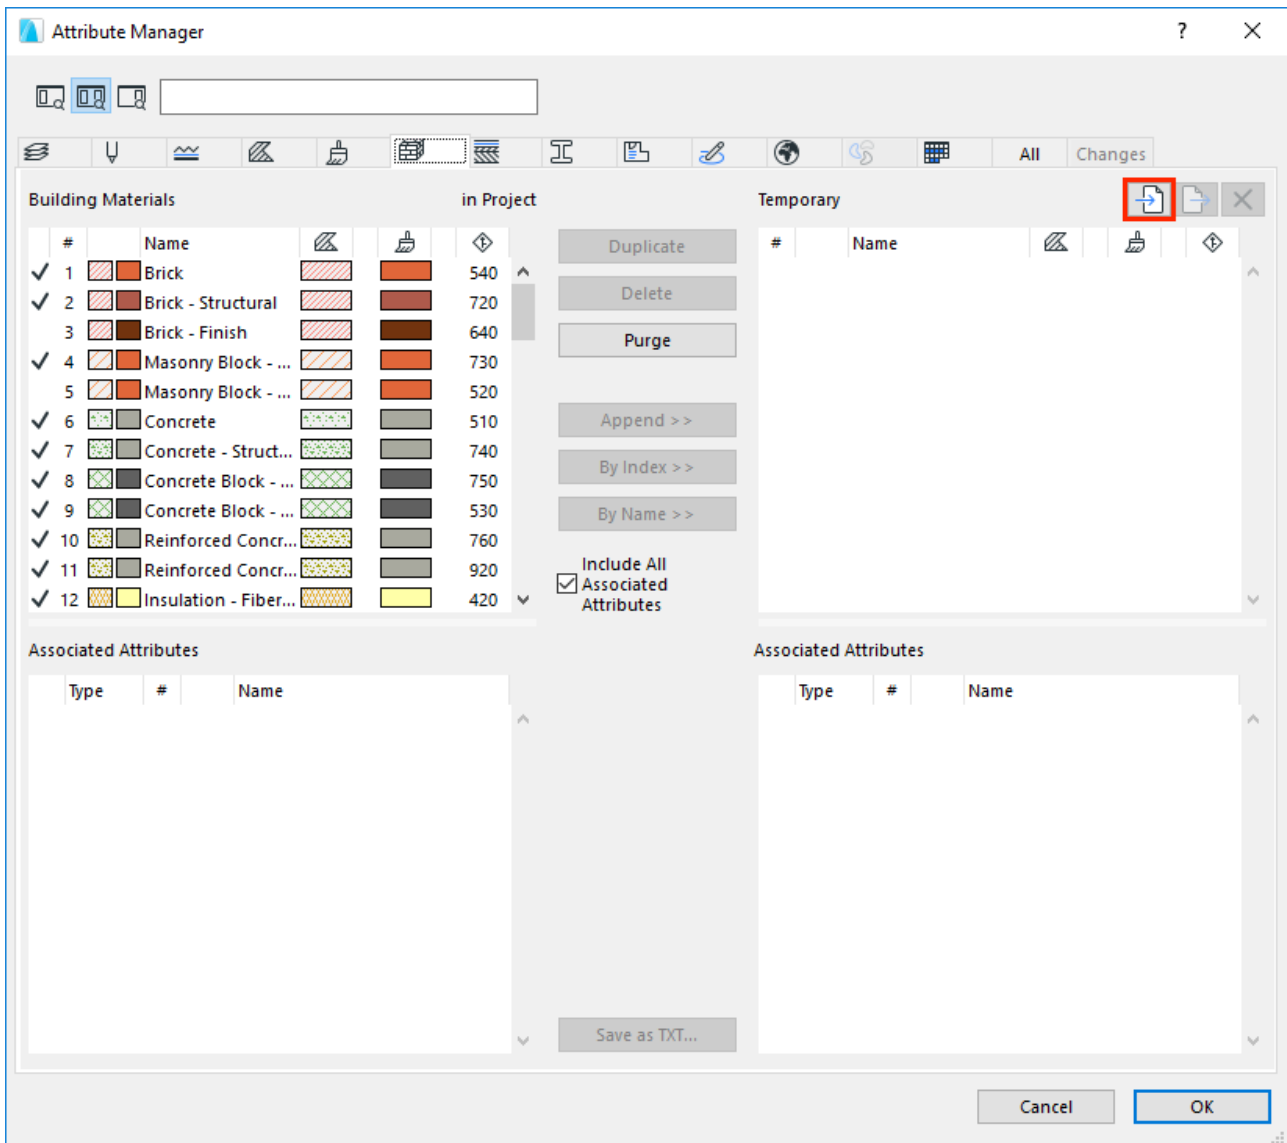 Attribute Manager
?
All
Changes
Building Materials
in Project
Temporary
# Name
# Name
1 Brick 540
2 Brick - Structural 720
3 Brick - Finish 640
4 Masonry Block - ... 730
5 Masonry Block - ... 520
6 Concrete 510
7 Concrete - Struct... 740
8 Concrete Block - ... 750
9 Concrete Block - ... 530
10 Reinforced Concr... 760
11 Reinforced Concr... 920
12 Insulation - Fiber... 420
Duplicate
Delete
Purge
Append >>
By Index >>
By Name >>
Include All
Associated
Attributes
Associated Attributes
Type # Name
Associated Attributes
Type # Name
Save as TXT...
Cancel
OK